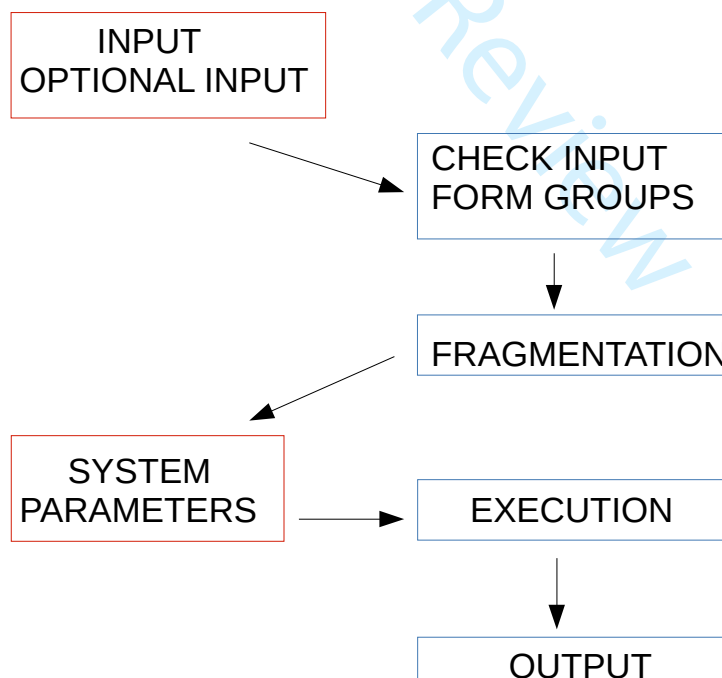 INPUT
OPTIONAL INPUT
Review
CHECK INPUT
FORM GROUPS
FRAGMENTATION
SYSTEM
PARAMETERS
EXECUTION
OUTPUT